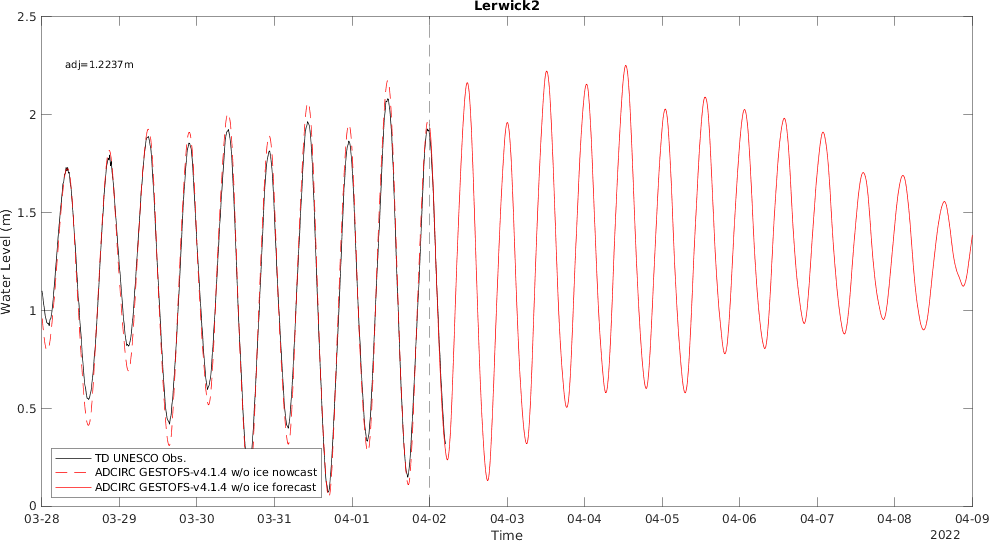 Lerwick2
2.5
adj=1.2237m
2
1.5
Water Level (m)
1
0.5
TD UNESCO Obs.
ADCIRC GESTOFS-v4.1.4 w/o ice nowcast
ADCIRC GESTOFS-v4.1.4 w/o ice forecast
0
03-28 03-29 03-30 03-31 04-01 04-02 04-03 04-04 04-05 04-06 04-07 04-08 04-09
Time
2022